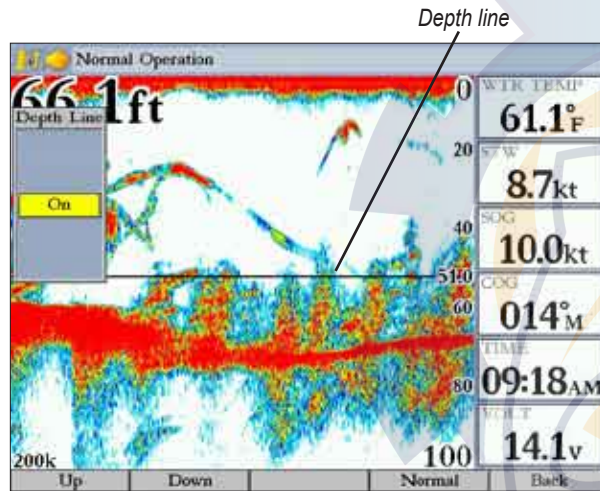 Depth line
Normal Operation
66.1ft
Depth Line
On
0
20
40
51.0
60
80
100
200k
WTR TEMP
61.1°F
STW
8.7kt
SOG
10.0kt
COG
014°M
TIME
09:18AM
VOLT
14.1v
Up
Down
Normal
Back